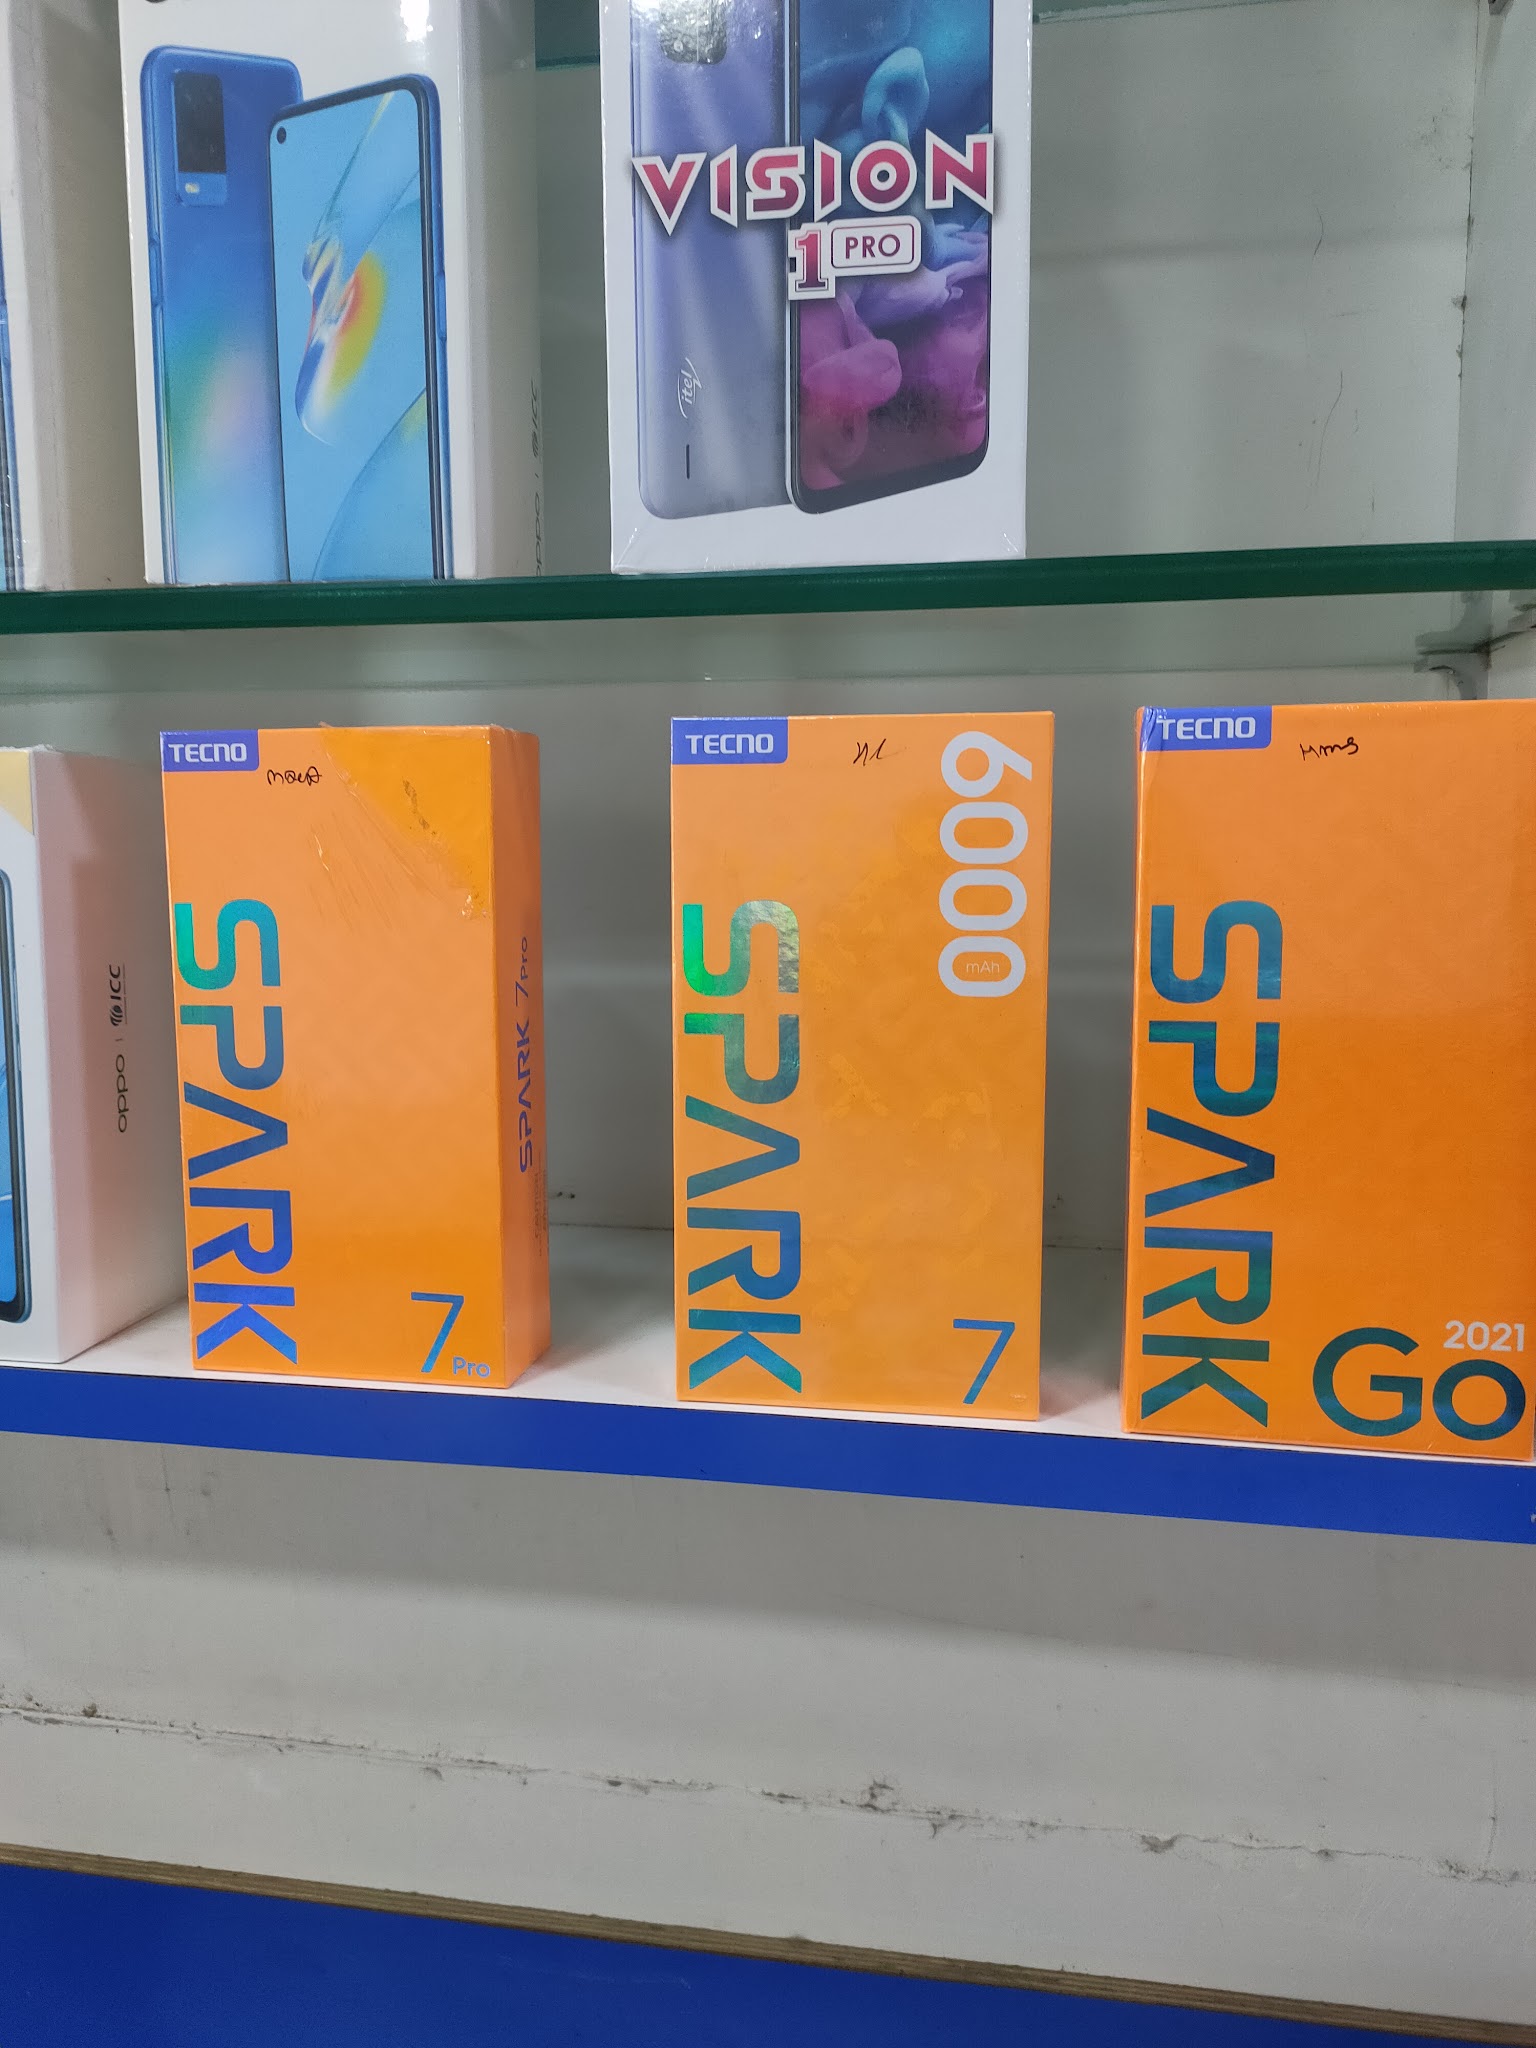 VISION
1 PRO
itel
oppo | ICC
oppo | ICC
TECNO
SPARK
7 Pro
SPARK 7 Pro
TECNO
6000
mAh
SPARK
7
TECNO
SPARK
Go
2021